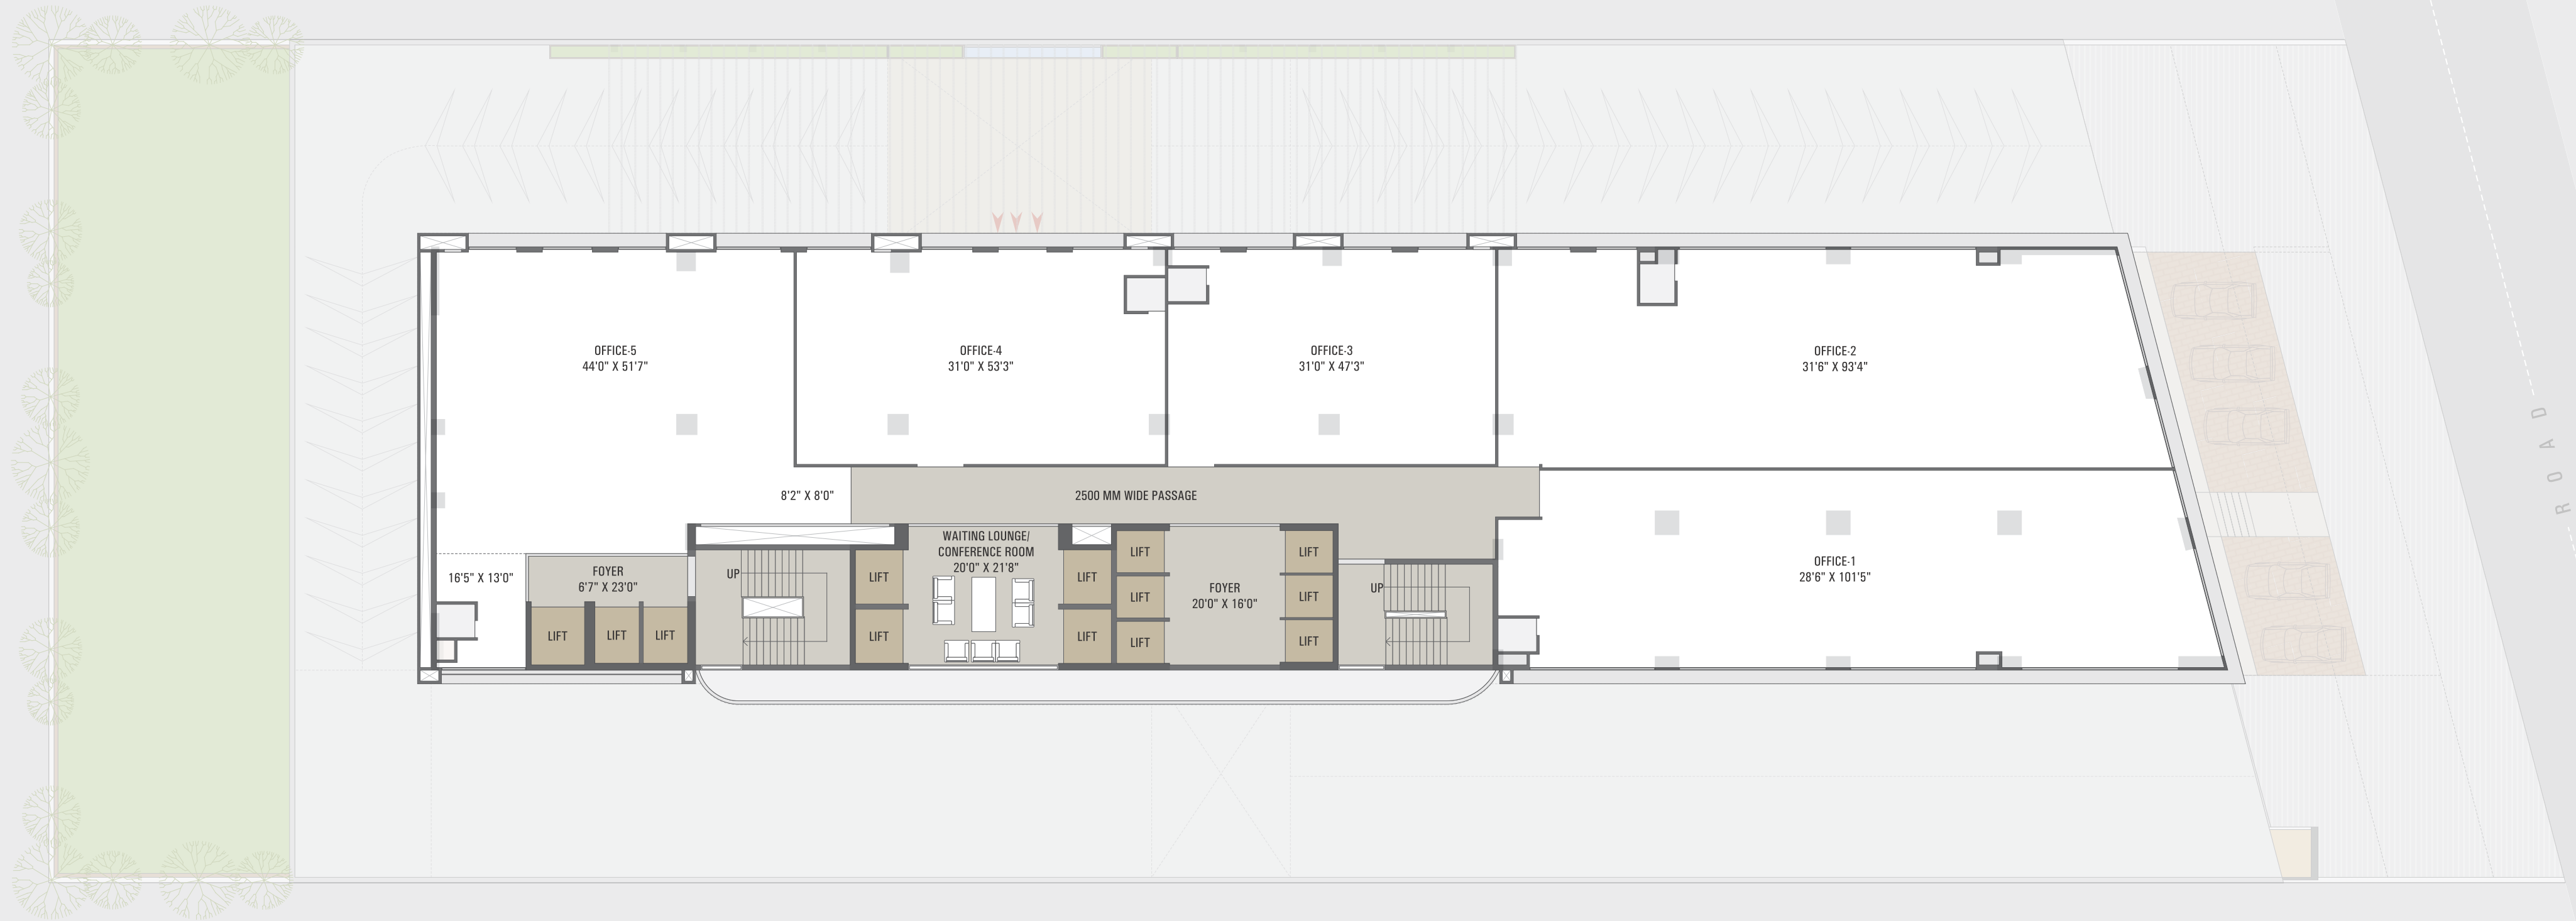 OFFICE-5
44'0" X 51'7"
OFFICE-4
31'0" X 53'3"
OFFICE-3
31'0" X 47'3"
OFFICE-2
31'6" X 93'4"
ROAD
8'2" X 8'0"
2500 MM WIDE PASSAGE
WAITING LOUNGE/
CONFERENCE ROOM
20'0" X 21'8"
OFFICE-1
28'6" X 101'5"
16'5" X 13'0"
FOYER
6'7" X 23'0"
UP
LIFT
LIFT
LIFT
LIFT
LIFT
FOYER
20'0" X 16'0"
LIFT
LIFT
UP
LIFT
LIFT
LIFT
LIFT
LIFT
LIFT